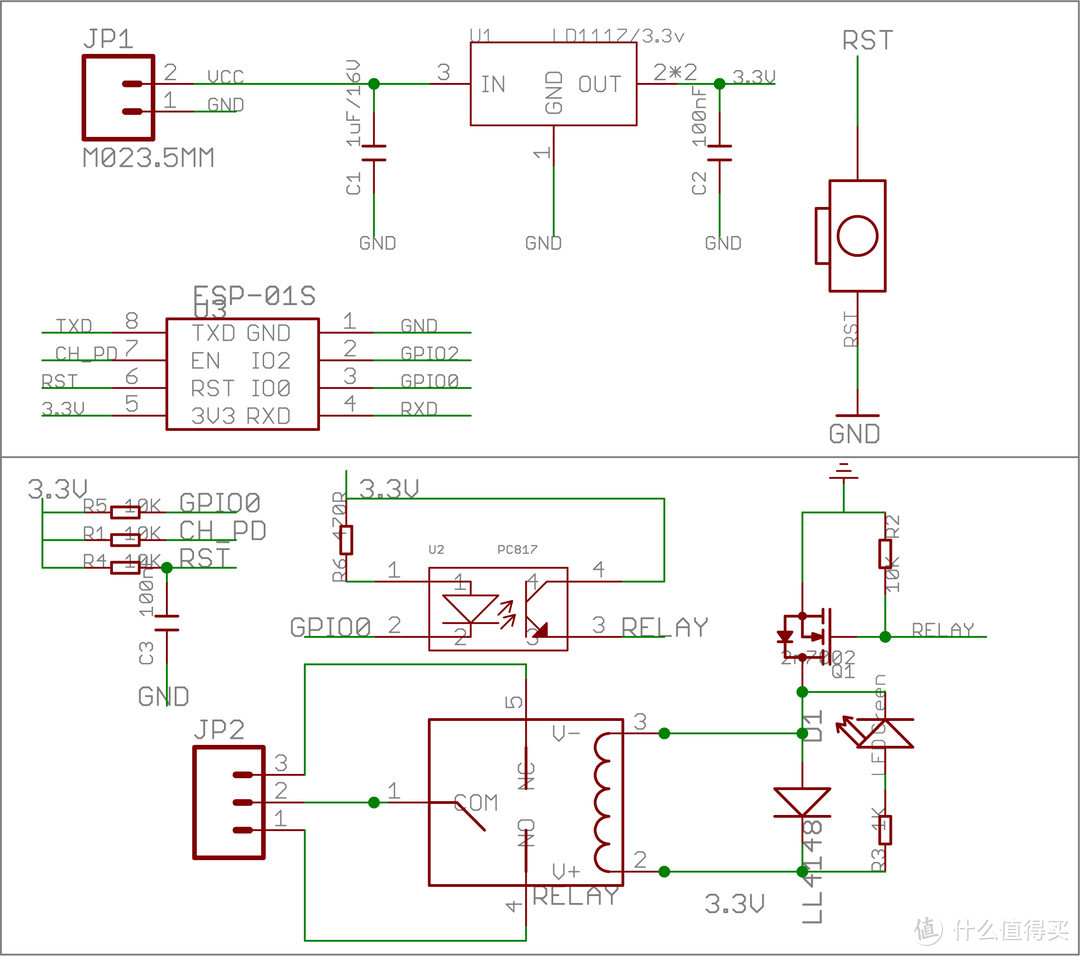 JP1
2 VCC
1 GND
M023.5MM
1uF/16V
C1
GND
U1 LD1117/3.3v
3 IN GND OUT 2*2 3.3V
1
GND
100nF
C2
GND
RST
RST
GND
ESP-01S
U3
TXD 8 TXD GND 1 GND
CH_PD 7 EN IO2 2 GPIO2
RST 6 RST IO0 3 GPIO0
3.3V 5 3V3 RXD 4 RXD
3.3V
R5 10K GPIO0
R1 10K CH_PD
R4 10K RST
100n
C3
GND
3.3V
R6 470R
U2 PC817
1 1 4 4
GPIO0 2 2 3 3 RELAY
R2
10K
RELAY
2n7002
Q1
JP2
3
2
1
5
V- 3
NC
1 COM
NO
V+ 2
4
RELAY
3.3V
D1
LL4148
LEDGreen
R3 1K
值 什么值得买